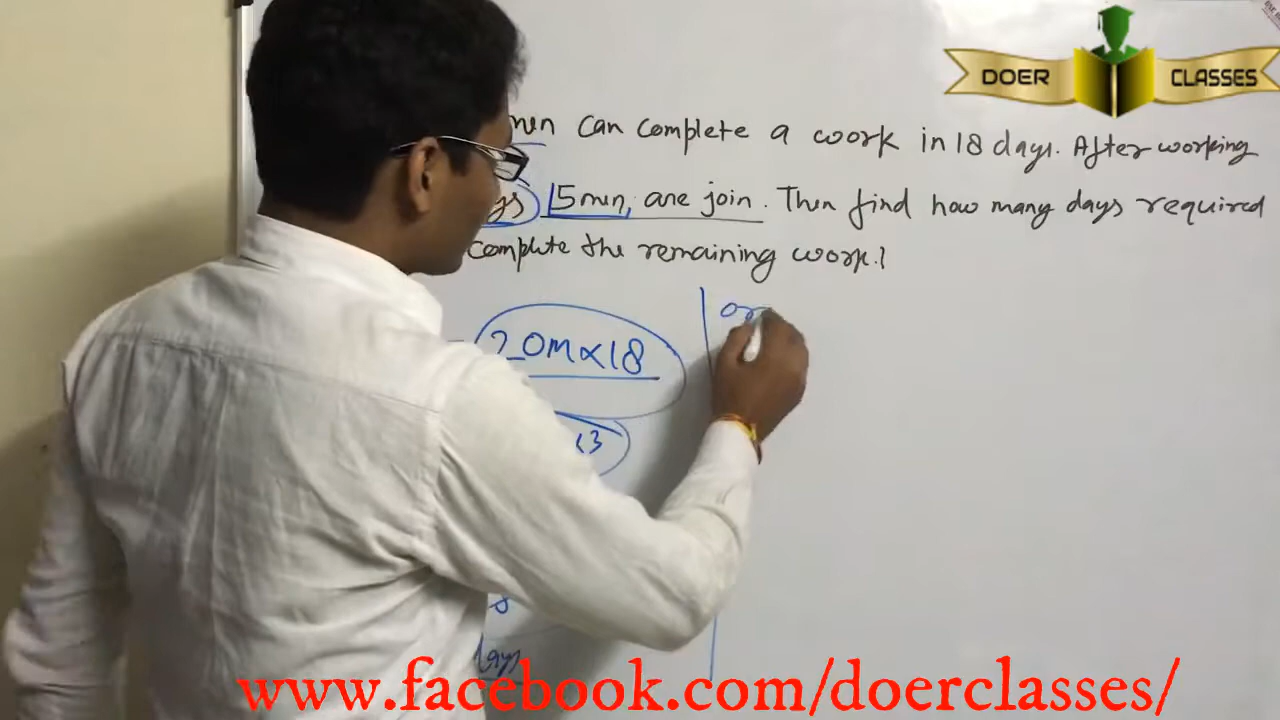 DOER CLASSES
men can complete a work in 18 days. After working
15 men, are join. Then find how many days required
complete the remaining work.?
20m×18
days
www.facebook.com/doerclasses/